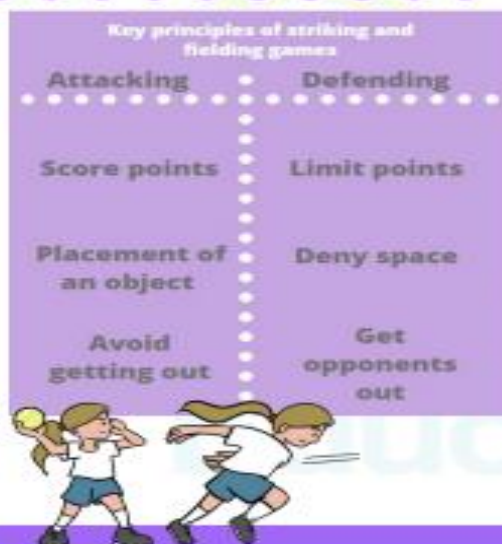 Key principles of striking and
fielding games
Attacking
Defending
Score points
Limit points
Placement of
an object
Deny space
Avoid
getting out
Get
opponents
out